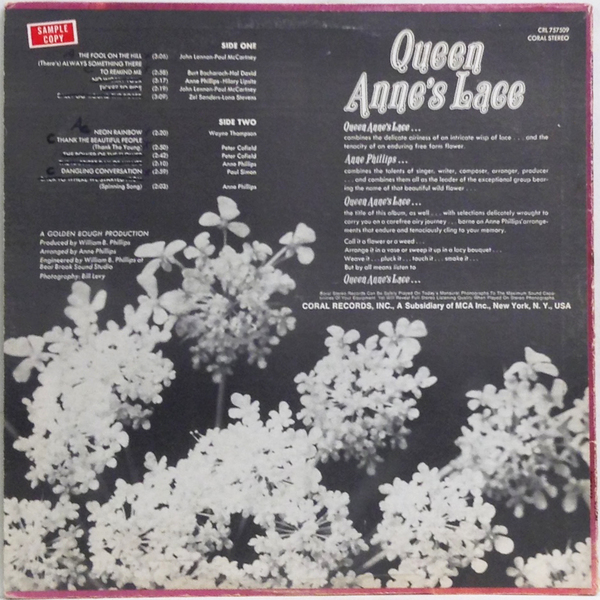 SAMPLE
COPY
CRL 757509
CORAL STEREO
Queen
Anne's Lace
SIDE ONE
THE FOOL ON THE HILL (3:06) John Lennon-Paul McCartney
(There's) ALWAYS SOMETHING THERE
TO REMIND ME (2:58) Burt Bacharach-Hal David
(3:17) Anne Phillips-Hillary Lipsitz
(2:19) John Lennon-Paul McCartney
(3:09) Zel Sanders-Lona Stevens
SIDE TWO
NEON RAINBOW (2:20) Wayne Thompson
THANK THE BEAUTIFUL PEOPLE
(Thank The Young) (2:50) Peter Cofield
(2:42) Peter Cofield
(3:10) Anne Phillips
DANGLING CONVERSATION (2:59) Paul Simon
(Spinning Song) (2:02) Anne Phillips
A GOLDEN BOUGH PRODUCTION
Produced by William B. Phillips
Arranged by Anne Phillips
Engineered by William B. Phillips at
Bear Brook Sound Studio
Photography: Bill Levy
Queen Anne's Lace ...
combines the delicate airiness of an intricate wisp of lace ... and the
tenacity of an enduring free form flower.
Anne Phillips ...
combines the talents of singer, writer, composer, arranger, producer
... and combines them all as the leader of the exceptional group bear-
ing the name of that beautiful wild flower ...
Queen Anne's Lace ...
the title of this album, as well ... with selections delicately wrought to
carry you on a carefree airy journey ... borne on Anne Phillips' arrange-
ments that endure and tenaciously cling to your memory.
Call it a flower or a weed ...
Arrange it in a vase or sweep it up in a lacy bouquet ...
Weave it ... pluck it ... touch it ... smoke it ...
But by all means listen to
Queen Anne's Lace ...
CORAL RECORDS, INC., A Subsidiary of MCA Inc., New York, N. Y., USA